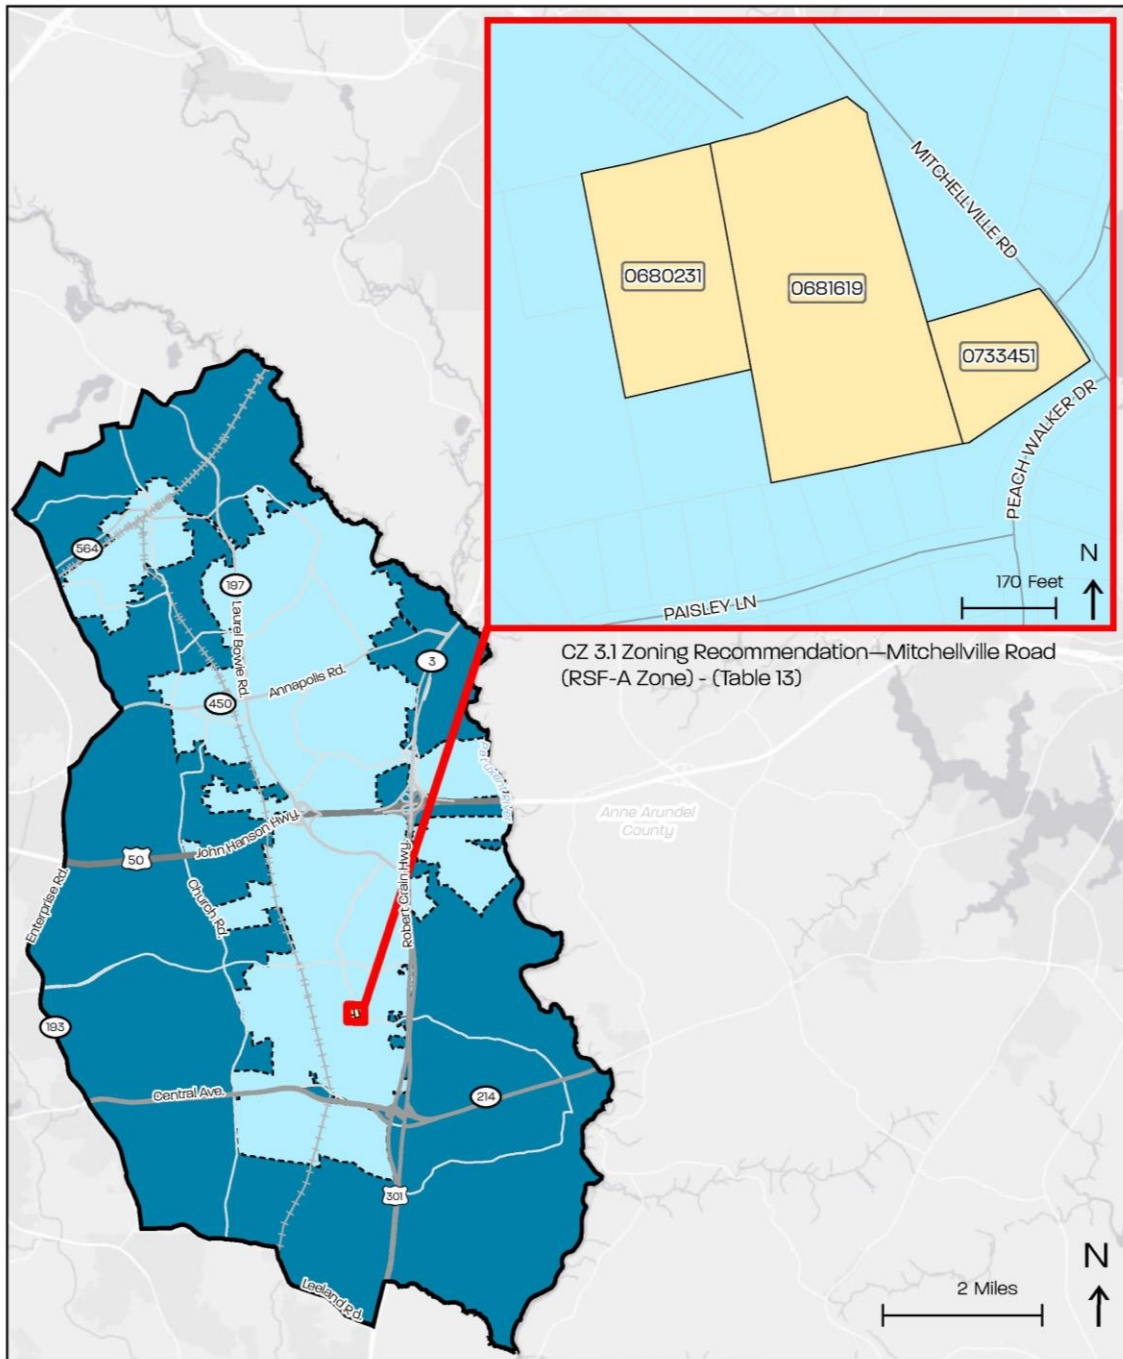 MITCHELLVILLE RD
0680231
0681619
0733451
PEACH WALKER DR
PAISLEY LN
170 Feet
N
CZ 3.1 Zoning Recommendation—Mitchellville Road
(RSF-A Zone) - (Table 13)
564
197
Laurel Bowie Rd.
3
Annapolis Rd.
450
Patuxent River
Anne Arundel
County
John Hanson Hwy.
50
Enterprise Rd.
Church Rd.
Robert Crain Hwy.
193
Central Ave.
214
301
Leeland Rd.
2 Miles
N